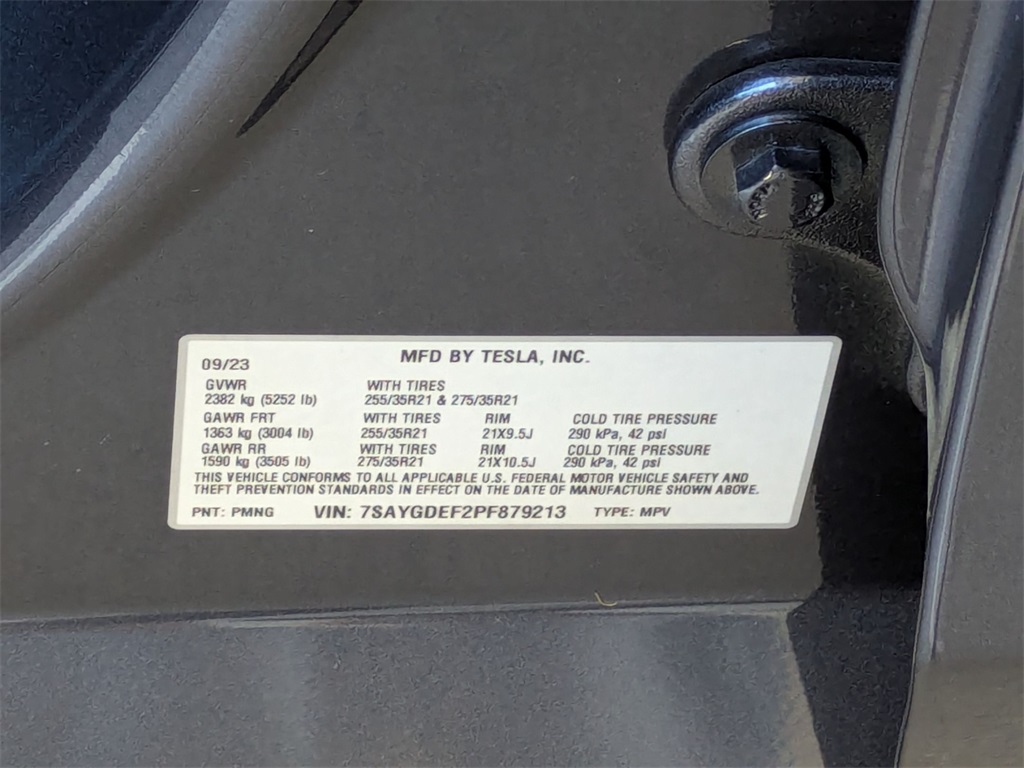 MFD BY TESLA, INC.
09/23
GVWR WITH TIRES
2382 kg (5252 lb) 255/35R21 & 275/35R21
GAWR FRT WITH TIRES RIM COLD TIRE PRESSURE
1363 kg (3004 lb) 255/35R21 21X9.5J 290 kPa, 42 psi
GAWR RR WITH TIRES RIM COLD TIRE PRESSURE
1590 kg (3505 lb) 275/35R21 21X10.5J 290 kPa, 42 psi
THIS VEHICLE CONFORMS TO ALL APPLICABLE U.S. FEDERAL MOTOR VEHICLE SAFETY AND
THEFT PREVENTION STANDARDS IN EFFECT ON THE DATE OF MANUFACTURE SHOWN ABOVE.
PNT: PMNG VIN: 7SAYGDEF2PF879213 TYPE: MPV